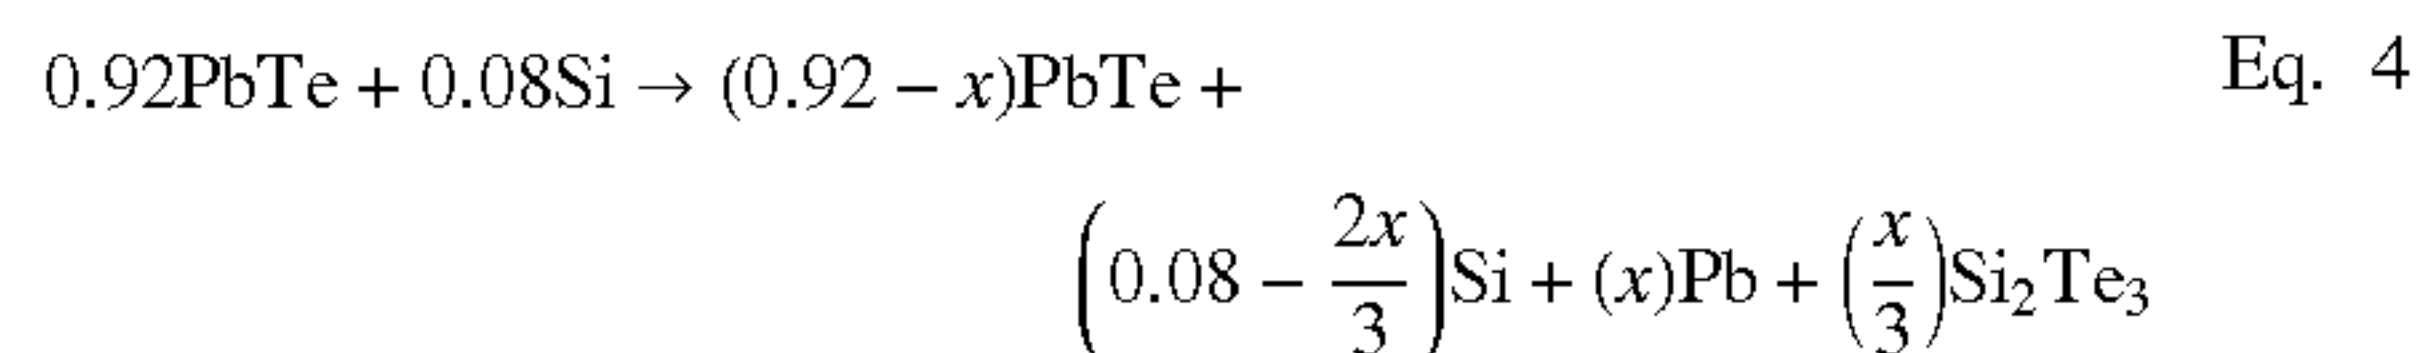 0.92PbTe + 0.08Si → (0.92 − x)PbTe + Eq. 4
(0.08 − 2x/3)Si + (x)Pb + (x/3)Si₂Te₃